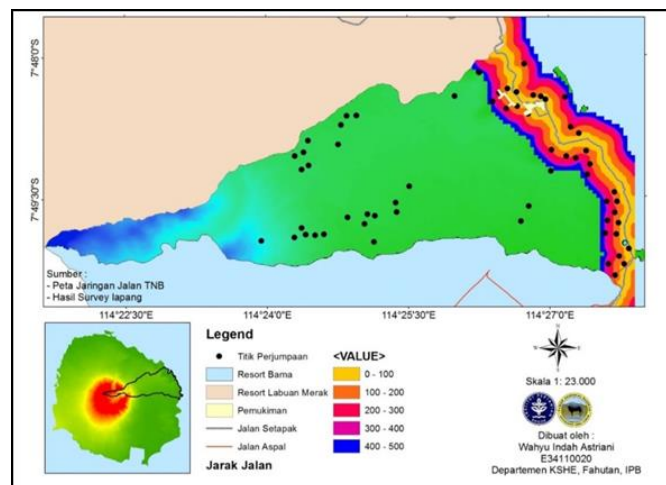 7°48'0"S
7°49'30"S
Sumber :
- Peta Jaringan Jalan TNB
- Hasil Survey lapang
114°22'30"E 114°24'0"E 114°25'30"E 114°27'0"E
Legend
Titik Perjumpaan
Resort Bama
Resort Labuan Merak
Pemukiman
Jalan Setapak
Jalan Aspal
Jarak Jalan
<VALUE>
0 - 100
100 - 200
200 - 300
300 - 400
400 - 500
Skala 1: 23.000
Dibuat oleh :
Wahyu Indah Astriani
E34110020
Departemen KSHE, Fahutan, IPB